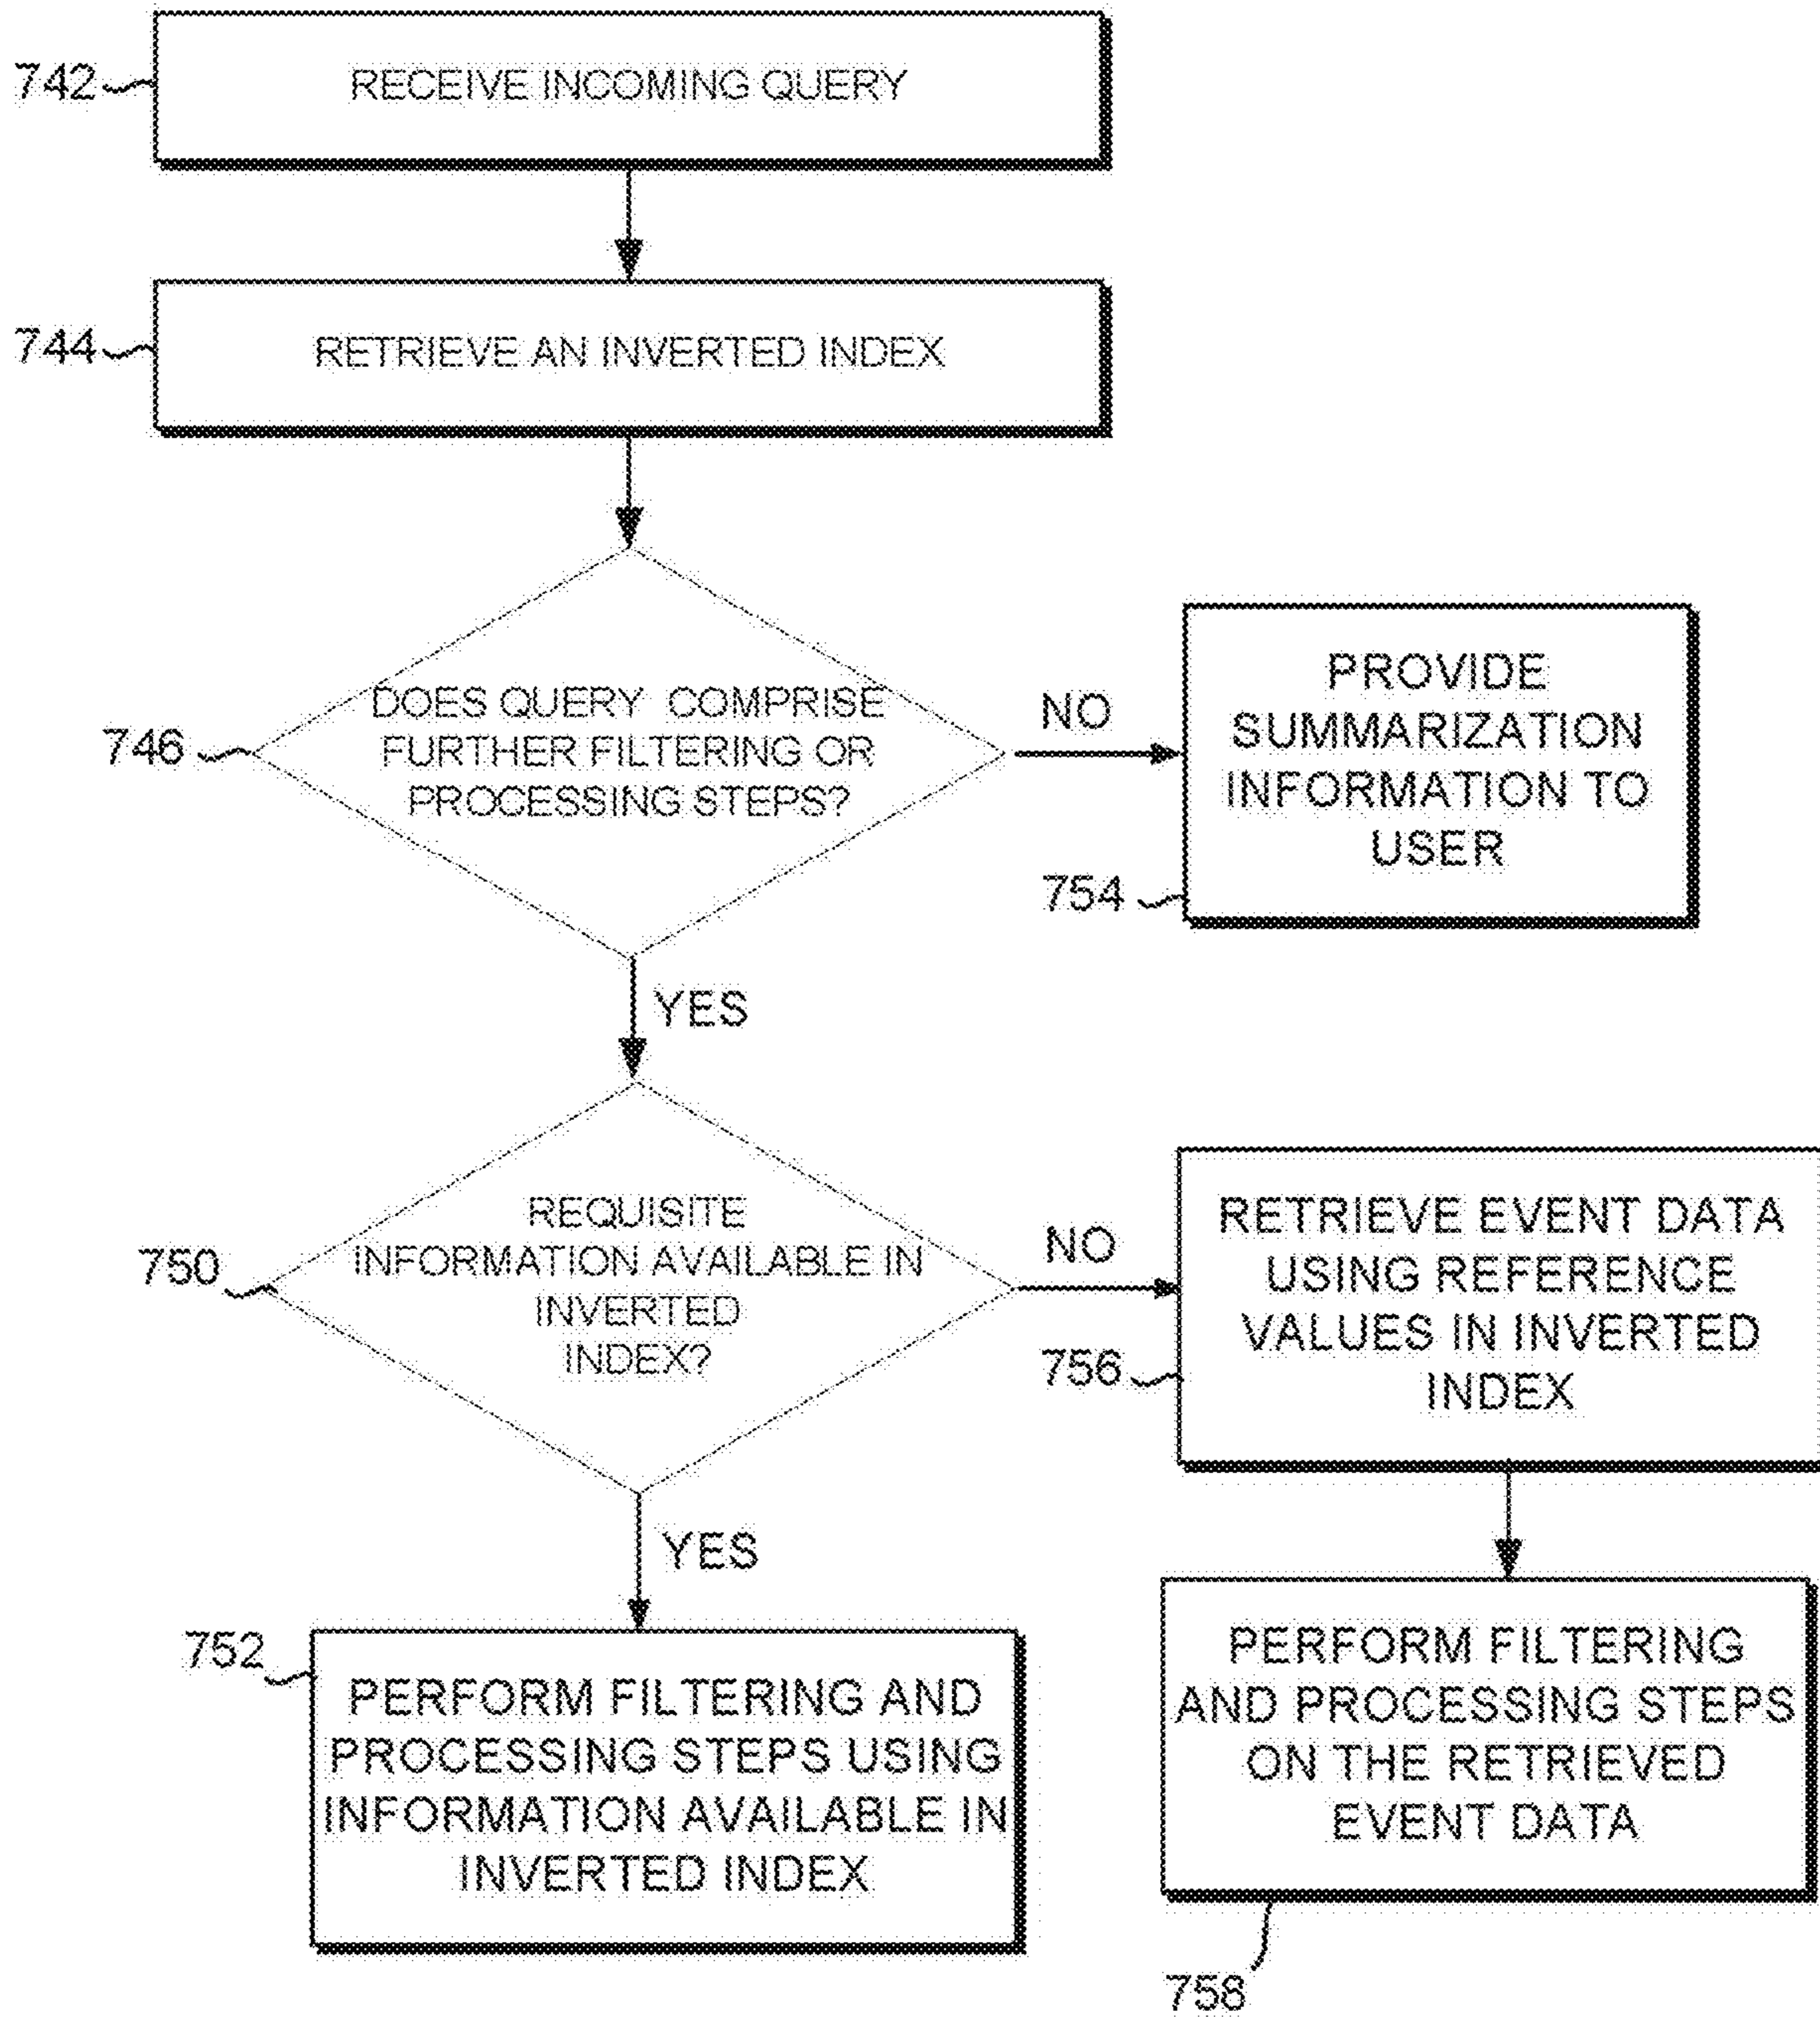 742
RECEIVE INCOMING QUERY
744
RETRIEVE AN INVERTED INDEX
746
DOES QUERY COMPRISE
FURTHER FILTERING OR
PROCESSING STEPS?
NO
PROVIDE
SUMMARIZATION
INFORMATION TO
USER
754
YES
750
REQUISITE
INFORMATION AVAILABLE IN
INVERTED
INDEX?
NO
RETRIEVE EVENT DATA
USING REFERENCE
VALUES IN INVERTED
INDEX
756
YES
752
PERFORM FILTERING AND
PROCESSING STEPS USING
INFORMATION AVAILABLE IN
INVERTED INDEX
PERFORM FILTERING
AND PROCESSING STEPS
ON THE RETRIEVED
EVENT DATA
758